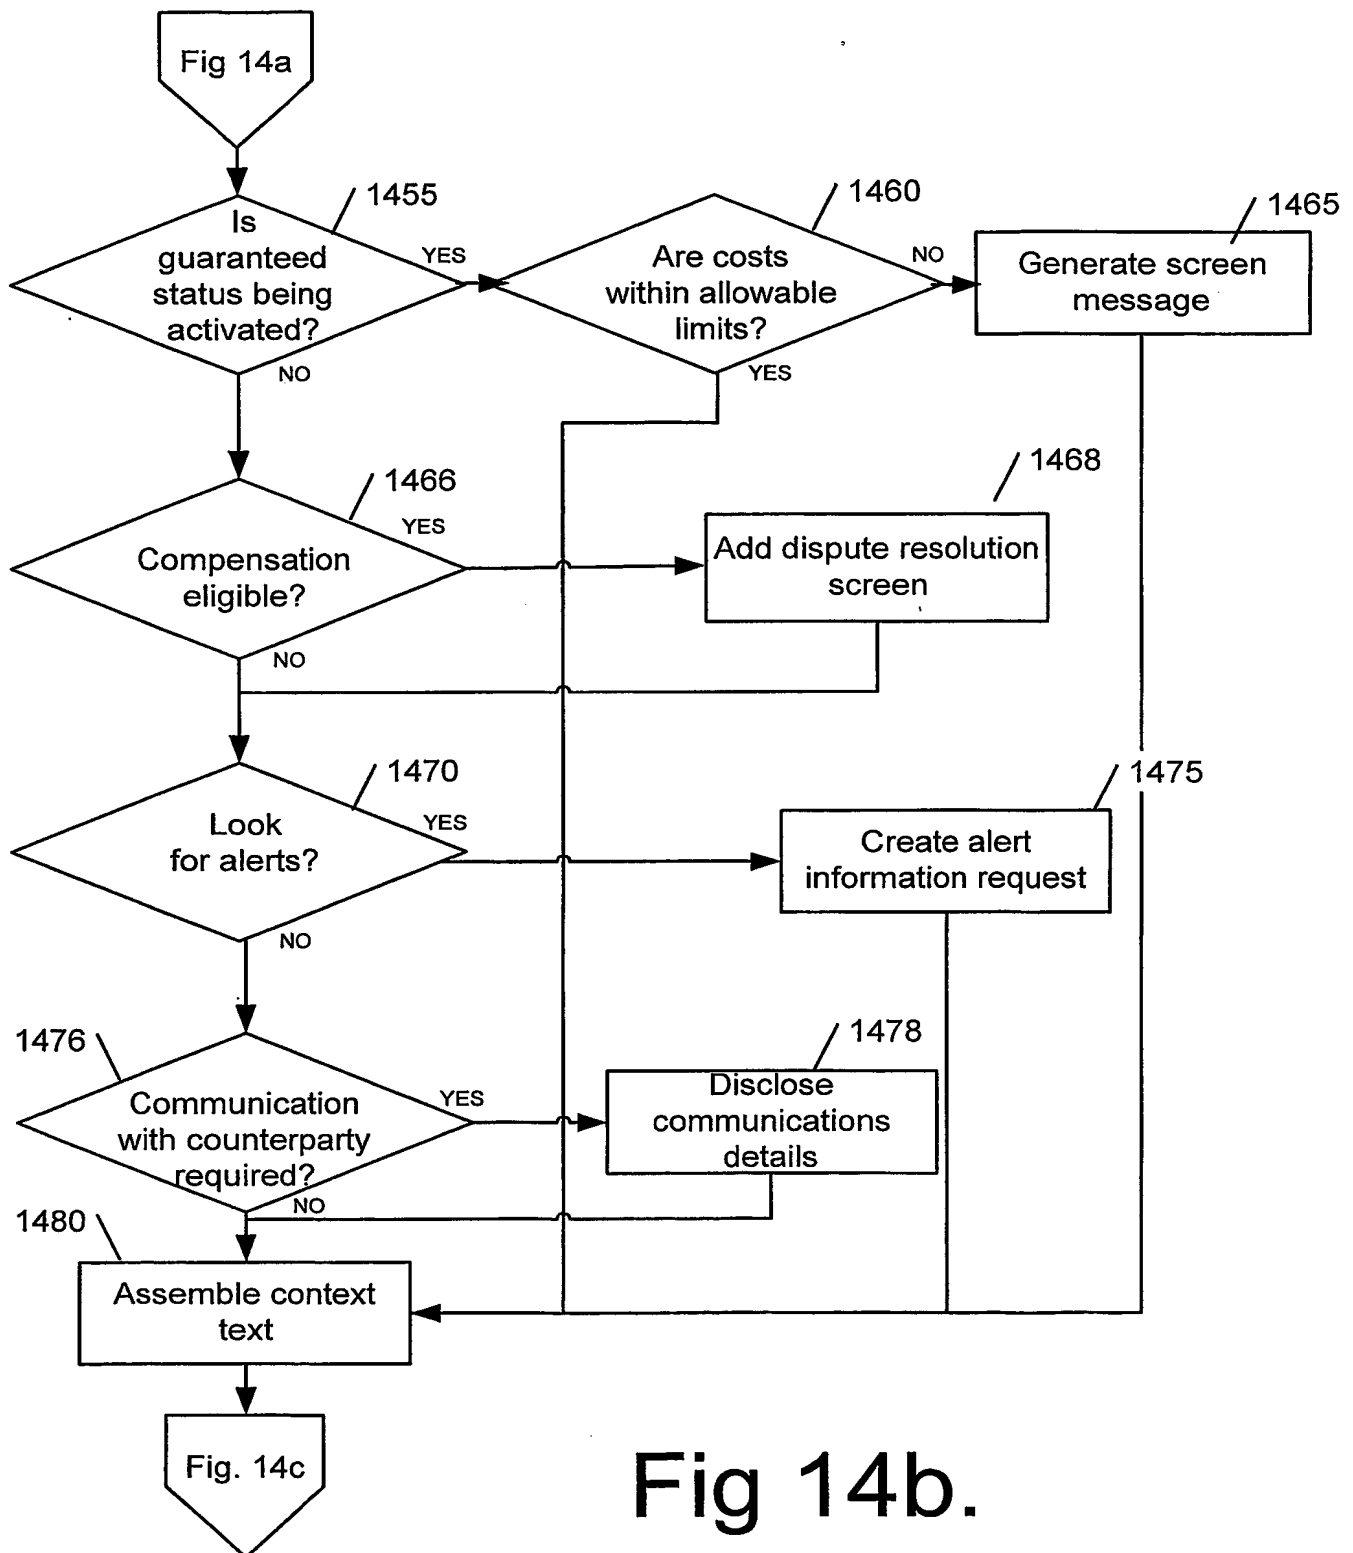 Fig 14a
1455
Is
guaranteed
status being
activated?
YES
NO
1460
Are costs
within allowable
limits?
NO
YES
1465
Generate screen
message
1466
Compensation
eligible?
YES
NO
1468
Add dispute resolution
screen
1470
Look
for alerts?
YES
NO
1475
Create alert
information request
1476
Communication
with counterparty
required?
YES
NO
1478
Disclose
communications
details
1480
Assemble context
text
Fig. 14c
Fig 14b.